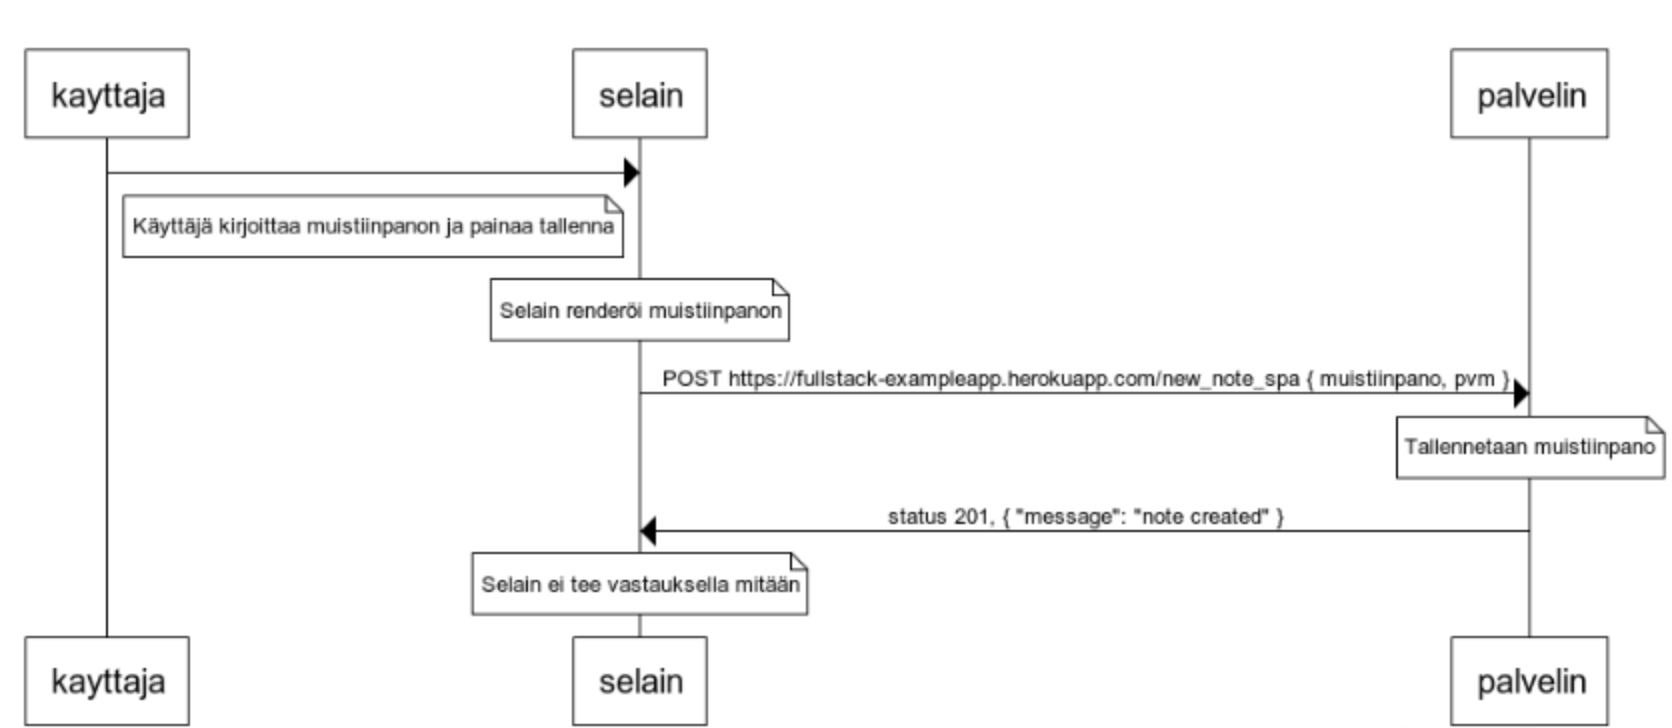 kayttaja
selain
palvelin
Käyttäjä kirjoittaa muistiinpanon ja painaa tallenna
Selain renderöi muistiinpanon
POST https://fullstack-exampleapp.herokuapp.com/new_note_spa { muistiinpano, pvm }
Tallennetaan muistiinpano
status 201, { "message": "note created" }
Selain ei tee vastauksella mitään
kayttaja
selain
palvelin